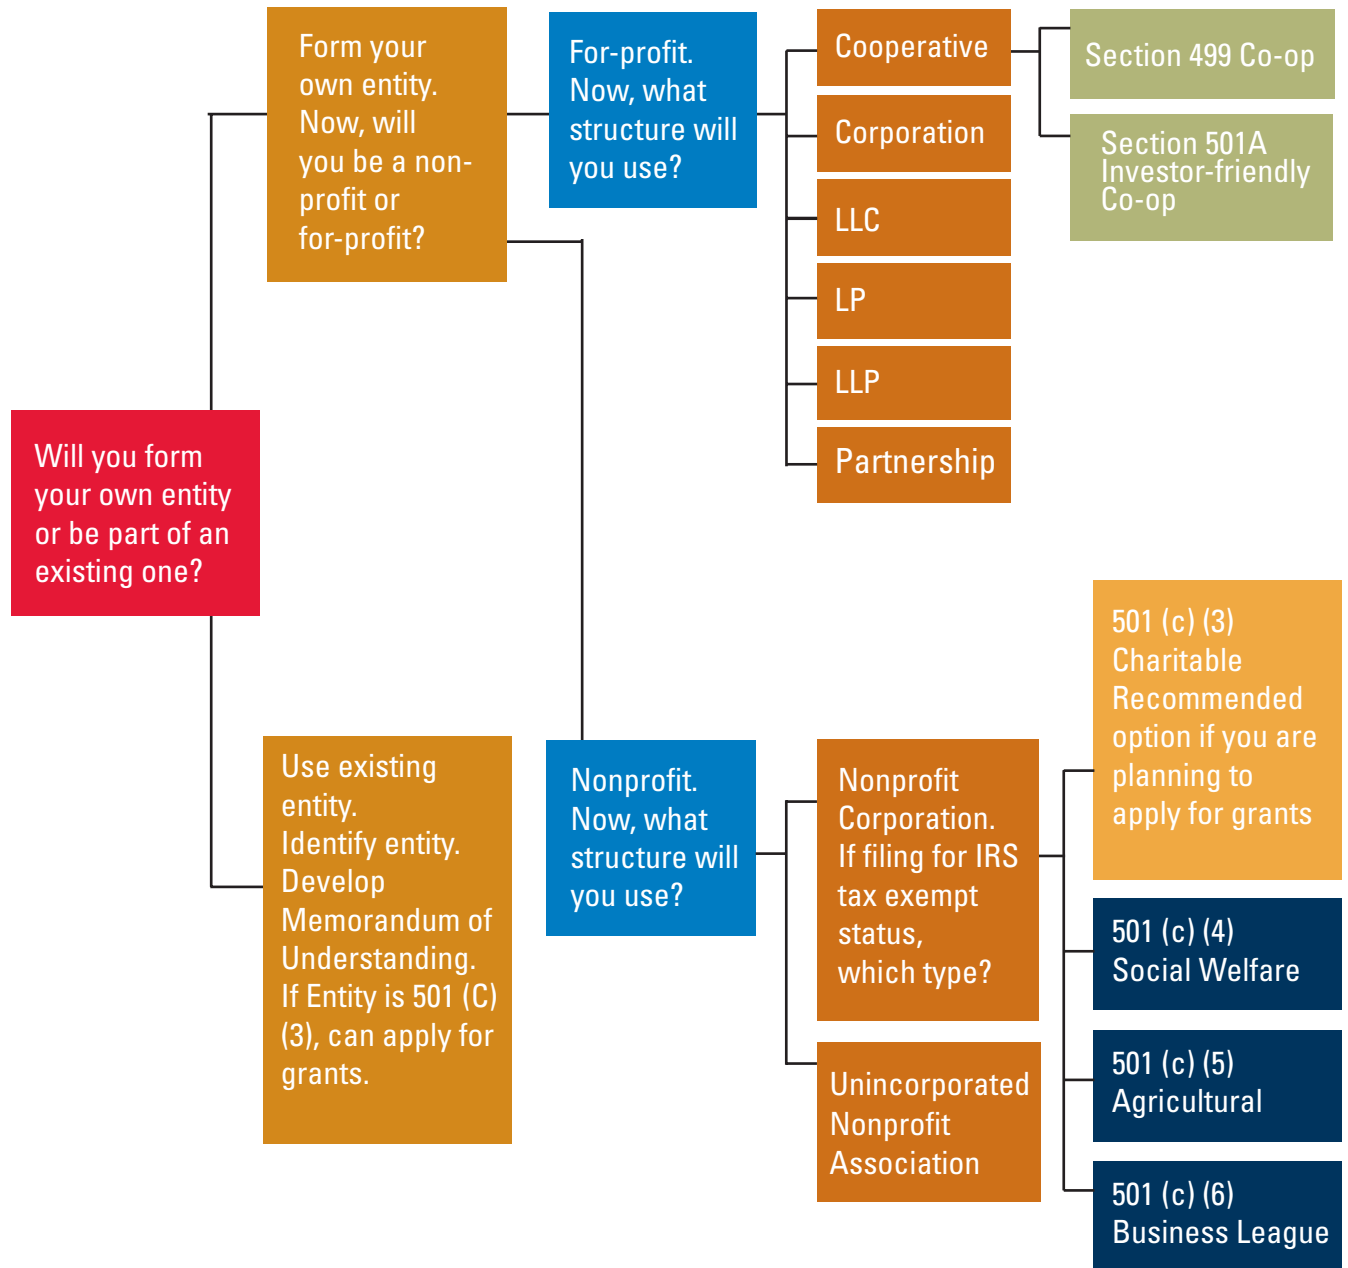 Will you form
your own entity
or be part of an
existing one?
Form your
own entity.
Now, will
you be a non-
profit or
for-profit?
For-profit.
Now, what
structure will
you use?
Cooperative
Section 499 Co-op
Section 501A
Investor-friendly
Co-op
Corporation
LLC
LP
LLP
Partnership
Use existing
entity.
Identify entity.
Develop
Memorandum of
Understanding.
If Entity is 501 (C)
(3), can apply for
grants.
Nonprofit.
Now, what
structure will
you use?
Nonprofit
Corporation.
If filing for IRS
tax exempt
status,
which type?
Unincorporated
Nonprofit
Association
501 (c) (3)
Charitable
Recommended
option if you are
planning to
apply for grants
501 (c) (4)
Social Welfare
501 (c) (5)
Agricultural
501 (c) (6)
Business League